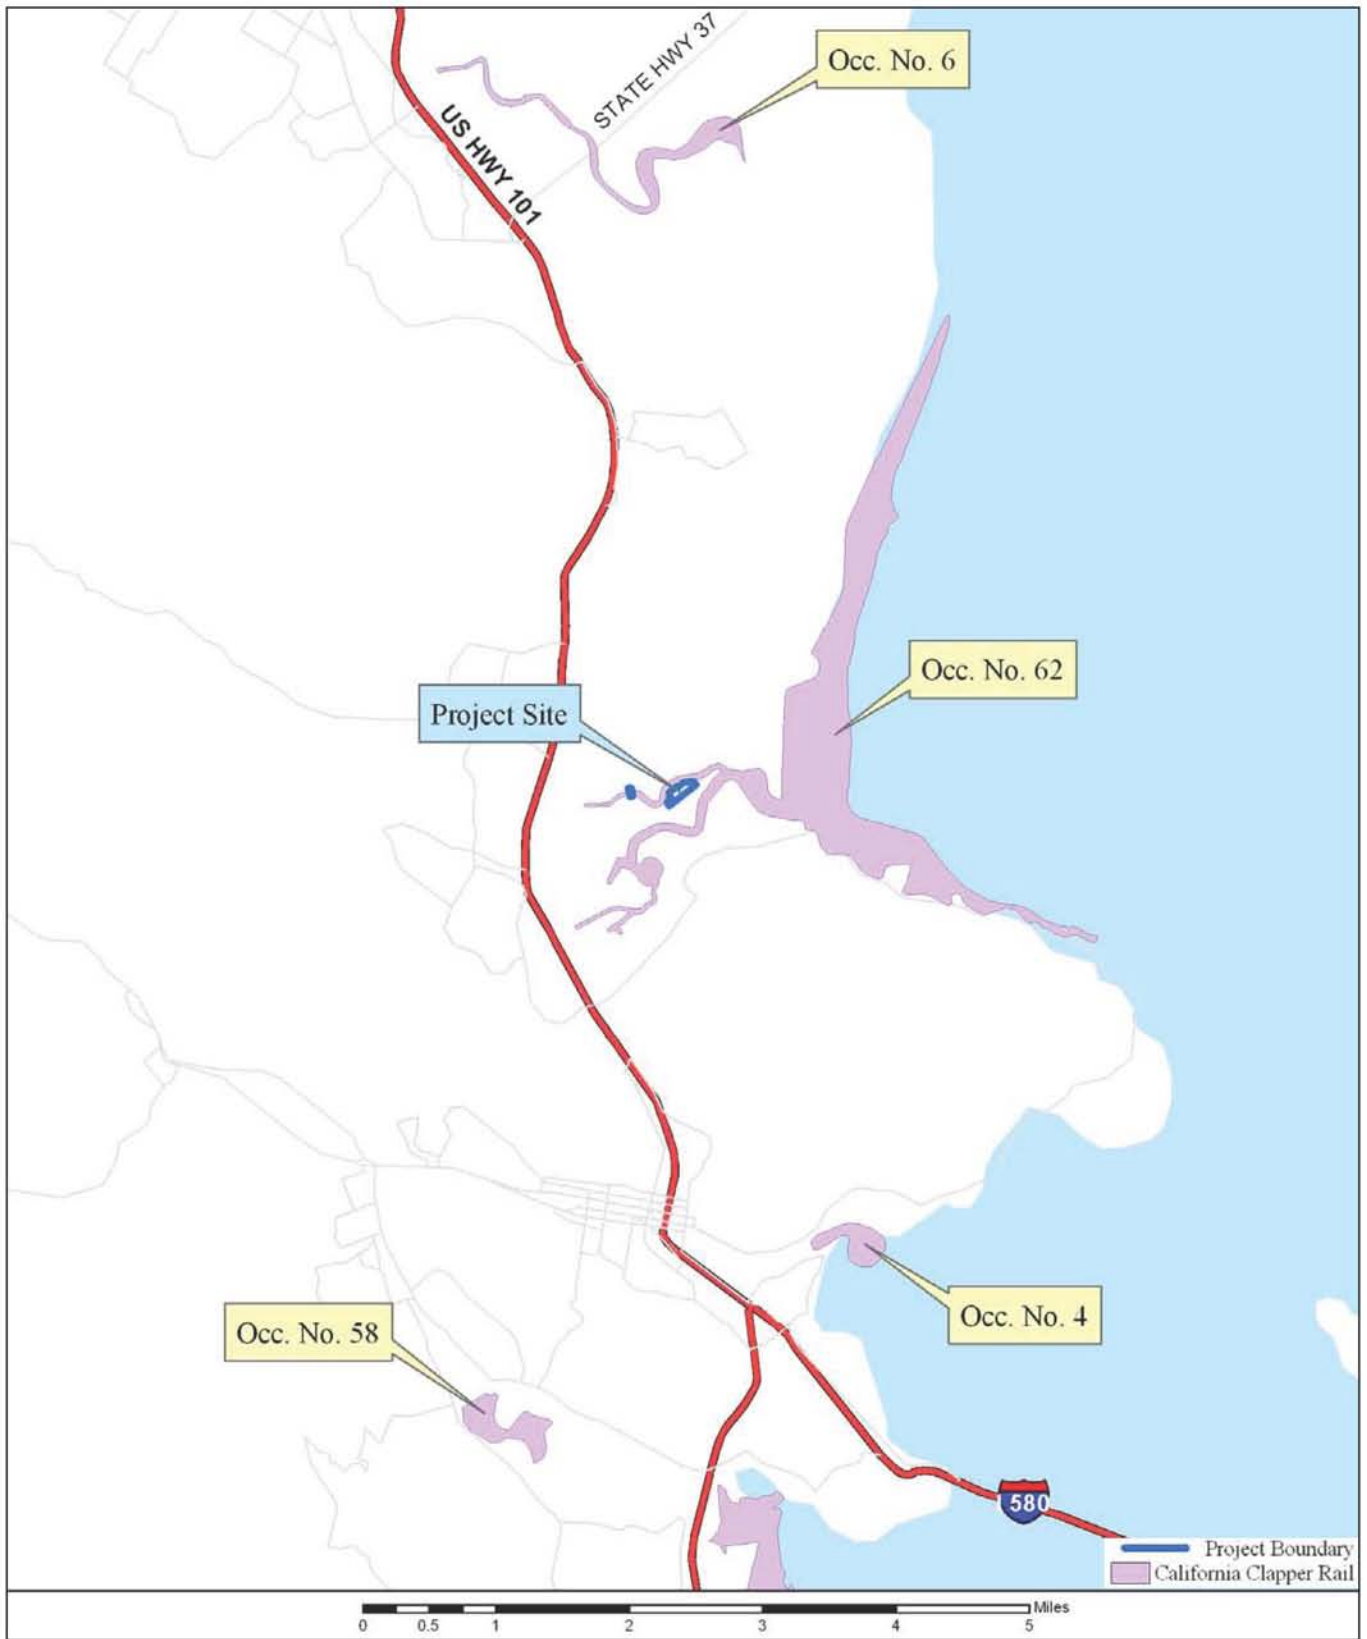 Occ. No. 6
STATE HWY 37
US HWY 101
Occ. No. 62
Project Site
Occ. No. 4
Occ. No. 58
580
Project Boundary
California Clapper Rail
Miles
0 0.5 1 2 3 4 5